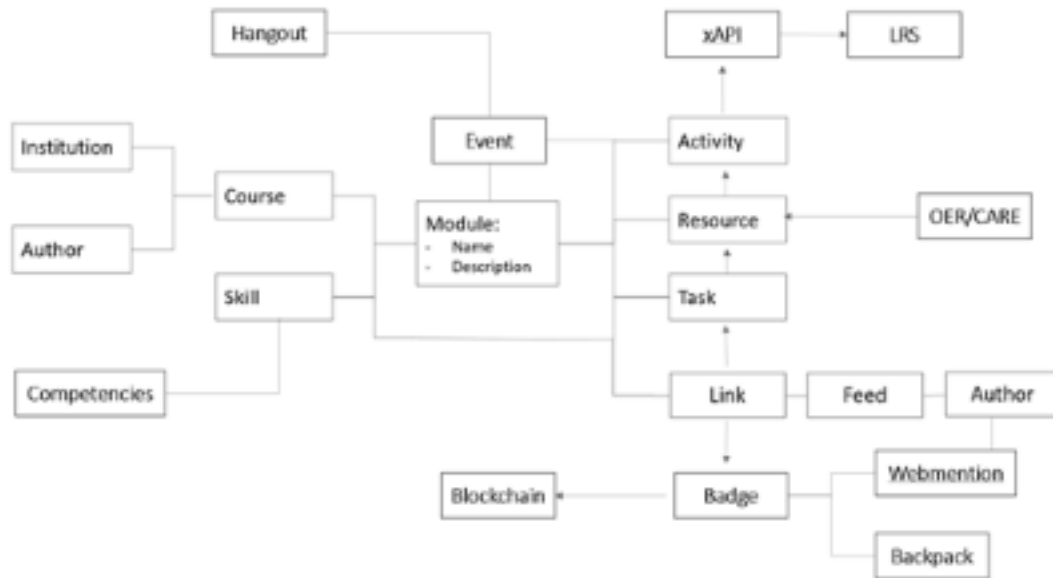 Hangout
xAPI
LRS
Institution
Event
Activity
Course
Author
Module:
- Name
- Description
Resource
OER/CARE
Skill
Task
Competencies
Link
Feed
Author
Webmention
Blockchain
Badge
Backpack